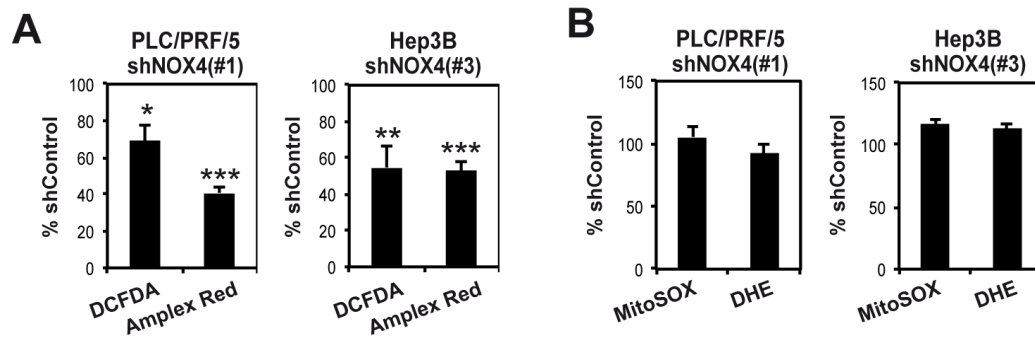 A
PLC/PRF/5
shNOX4(#1)
% shControl
100
80
60
40
20
0
*
***
DCFDA
Amplex Red
Hep3B
shNOX4(#3)
% shControl
100
80
60
40
20
0
**
***
DCFDA
Amplex Red
B
PLC/PRF/5
shNOX4(#1)
% shControl
150
100
50
0
MitoSOX
DHE
Hep3B
shNOX4(#3)
% shControl
150
100
50
0
MitoSOX
DHE